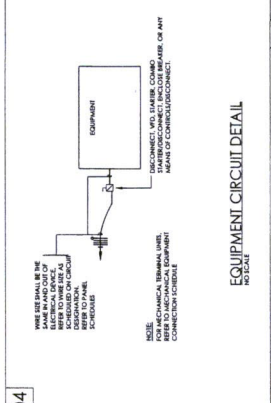 04
WIRE SIZE SHALL BE THE
SAME IN AND OUT OF
ELECTRICAL DEVICE,
REFER TO WIRE SIZE AS
SCHEDULED ON CIRCUIT
DESIGNATION.
REFER TO PANEL
SCHEDULES
EQUIPMENT
DISCONNECT, VFD, STARTER, COMBO
STARTER/DISCONNECT, ENCLOSE BREAKER, OR ANY
MEANS OF CONTROLS/DISCONNECT.
NOTE:
FOR MECHANICAL TERMINAL UNITS,
REFER TO MECHANICAL EQUIPMENT
CONNECTION SCHEDULE
EQUIPMENT CIRCUIT DETAIL
NO SCALE